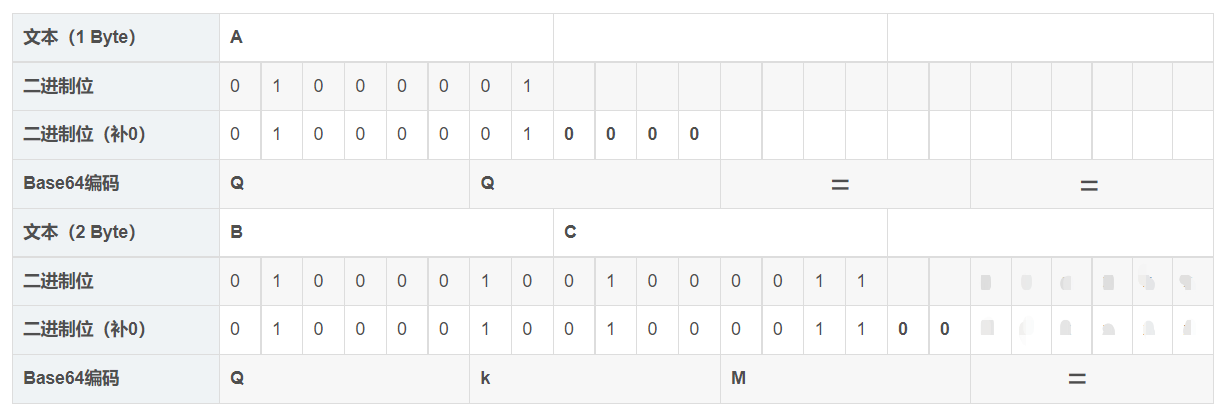 文本（1 Byte） A
二进制位 0 1 0 0 0 0 0 1
二进制位（补0） 0 1 0 0 0 0 0 1 0 0 0 0
Base64编码 Q Q = =
文本（2 Byte） B C
二进制位 0 1 0 0 0 0 1 0 0 1 0 0 0 0 1 1
二进制位（补0） 0 1 0 0 0 0 1 0 0 1 0 0 0 0 1 1 0 0
Base64编码 Q k M =